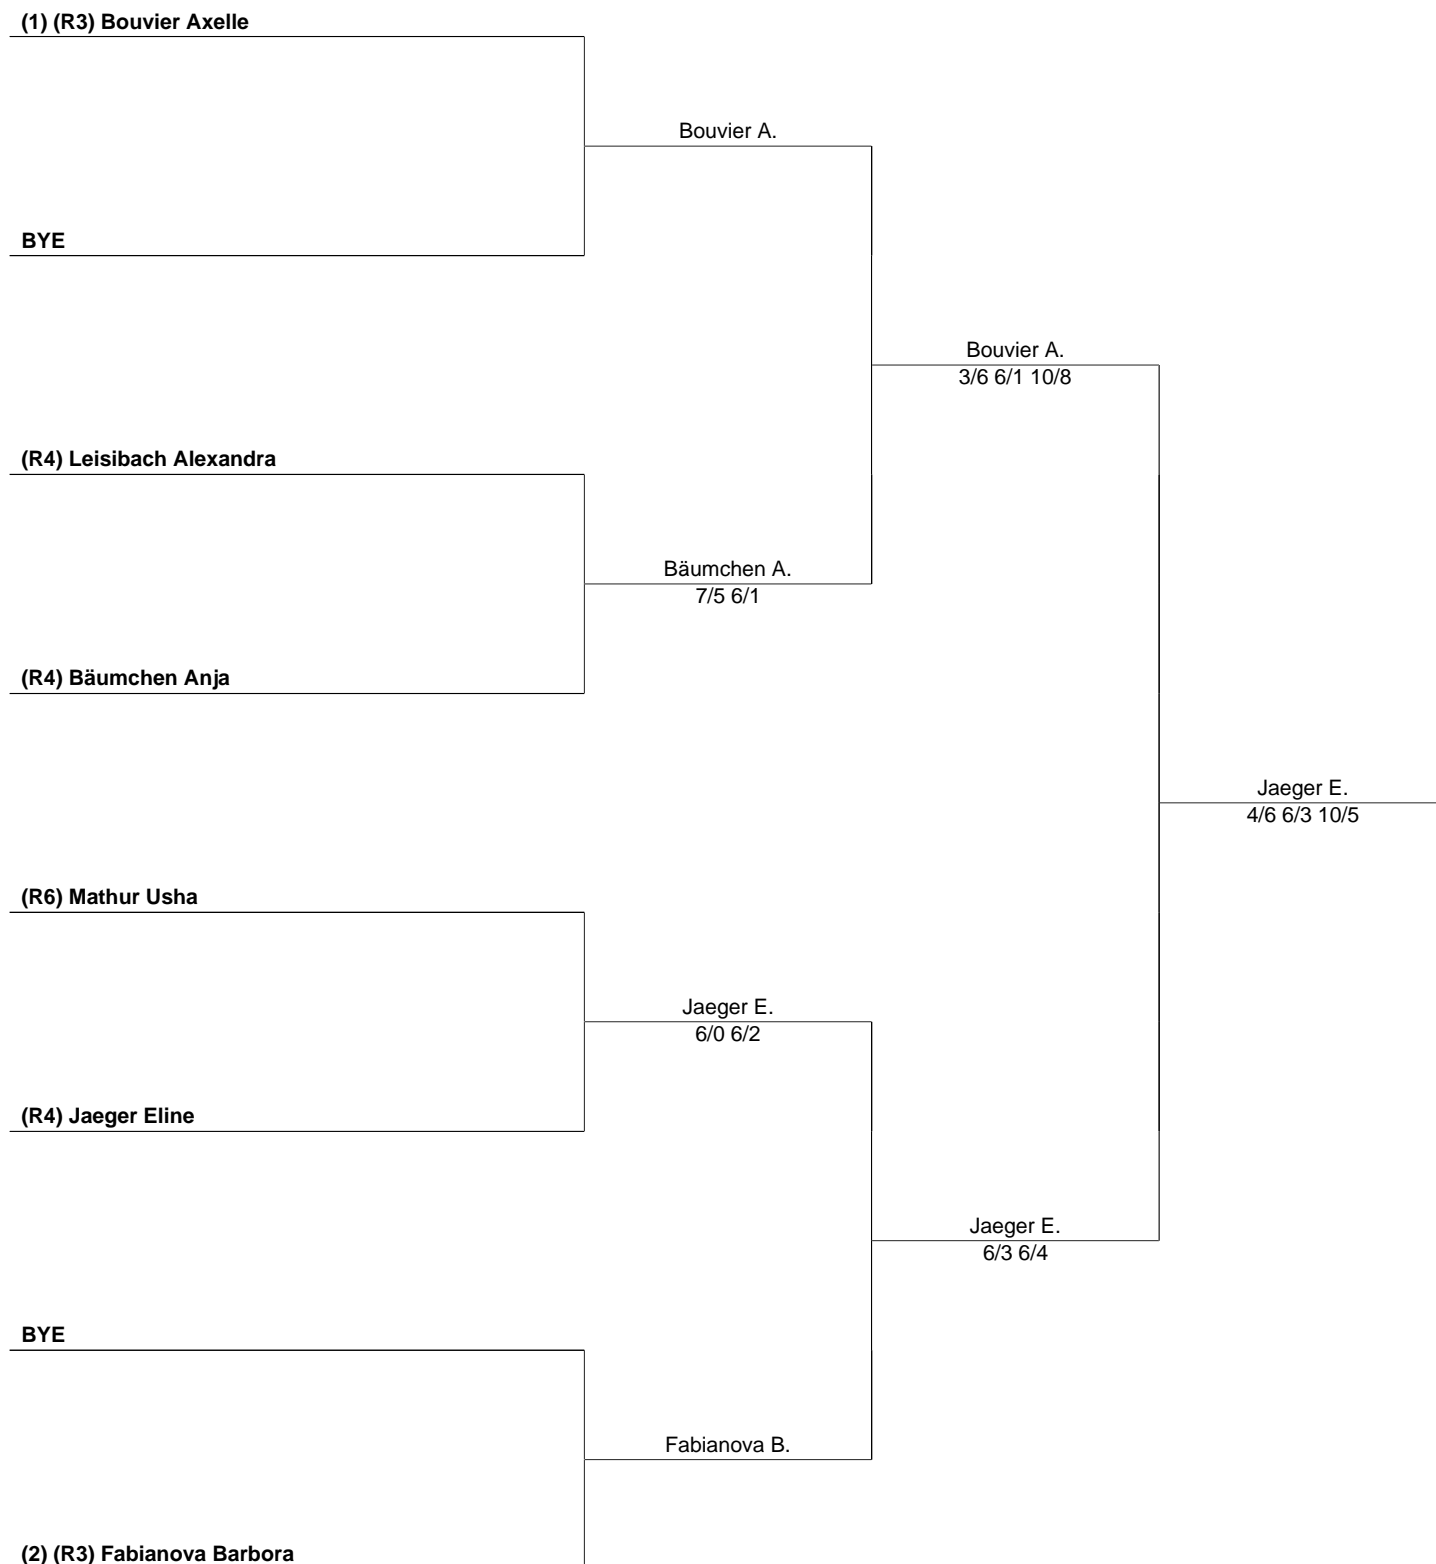 (1) (R3) Bouvier Axelle
Bouvier A.
BYE
Bouvier A.
3/6 6/1 10/8
(R4) Leisibach Alexandra
Bäumchen A.
7/5 6/1
(R4) Bäumchen Anja
Jaeger E.
4/6 6/3 10/5
(R6) Mathur Usha
Jaeger E.
6/0 6/2
(R4) Jaeger Eline
Jaeger E.
6/3 6/4
BYE
Fabianova B.
(2) (R3) Fabianova Barbora